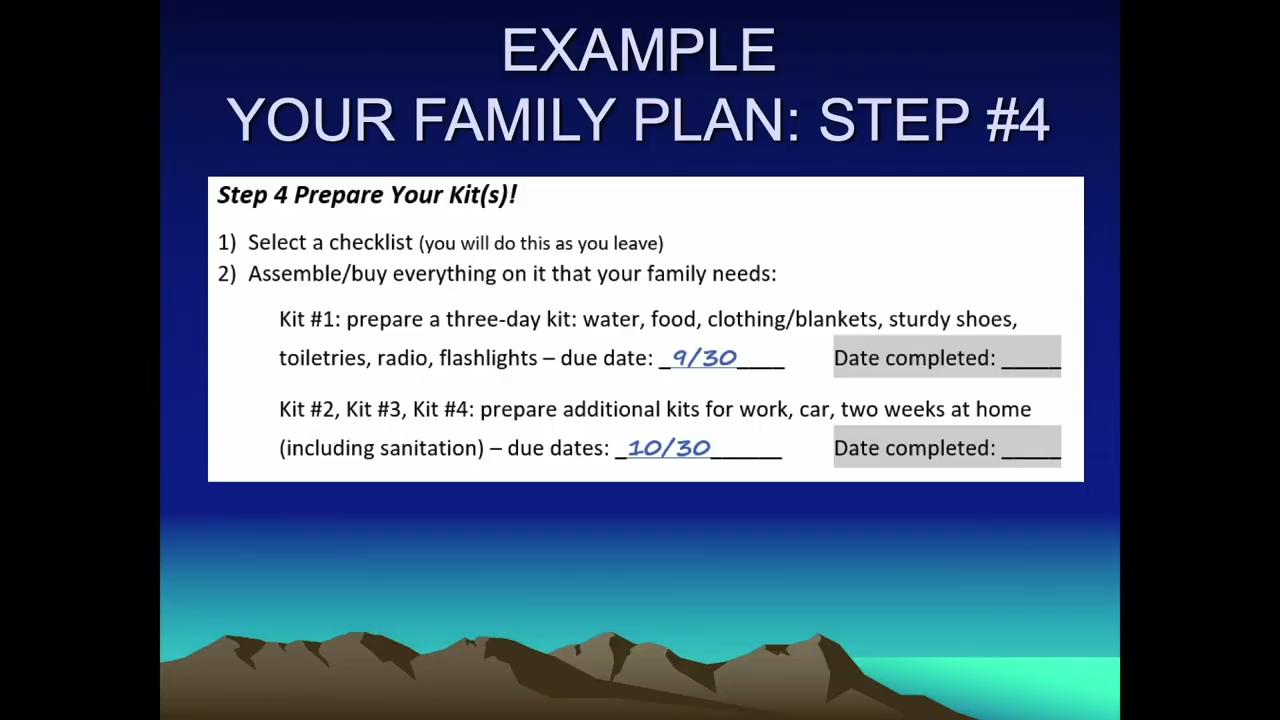 EXAMPLE
YOUR FAMILY PLAN: STEP #4
Step 4 Prepare Your Kit(s)!
1) Select a checklist (you will do this as you leave)
2) Assemble/buy everything on it that your family needs:
Kit #1: prepare a three-day kit: water, food, clothing/blankets, sturdy shoes,
toiletries, radio, flashlights – due date: _9/30____ Date completed: _____
Kit #2, Kit #3, Kit #4: prepare additional kits for work, car, two weeks at home
(including sanitation) – due dates: _10/30______ Date completed: _____